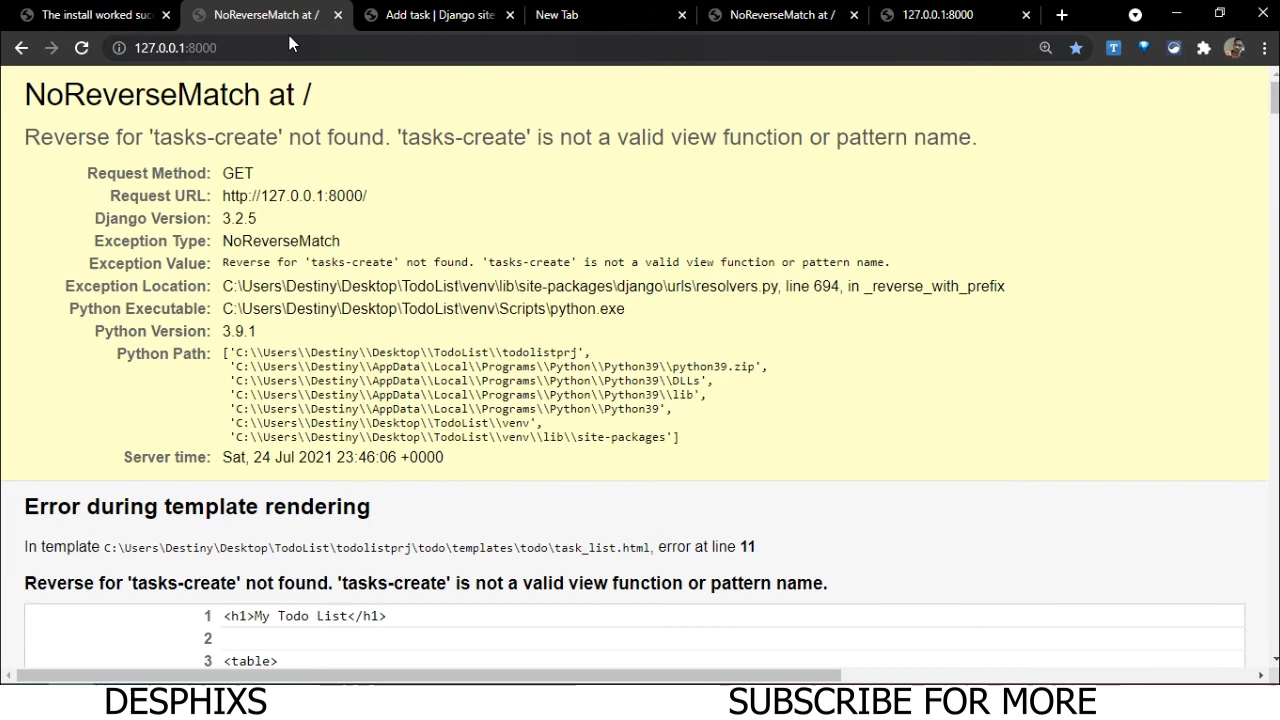 The install worked suc
NoReverseMatch at /
Add task | Django site
New Tab
NoReverseMatch at /
127.0.0.1:8000
127.0.0.1:8000
NoReverseMatch at /
Reverse for 'tasks-create' not found. 'tasks-create' is not a valid view function or pattern name.
Request Method: GET
Request URL: http://127.0.0.1:8000/
Django Version: 3.2.5
Exception Type: NoReverseMatch
Exception Value: Reverse for 'tasks-create' not found. 'tasks-create' is not a valid view function or pattern name.
Exception Location: C:\Users\Destiny\Desktop\TodoList\venv\lib\site-packages\django\urls\resolvers.py, line 694, in _reverse_with_prefix
Python Executable: C:\Users\Destiny\Desktop\TodoList\venv\Scripts\python.exe
Python Version: 3.9.1
Python Path: ['C:\\Users\\Destiny\\Desktop\\TodoList\\todolistprj',
'C:\\Users\\Destiny\\AppData\\Local\\Programs\\Python\\Python39\\python39.zip',
'C:\\Users\\Destiny\\AppData\\Local\\Programs\\Python\\Python39\\DLLs',
'C:\\Users\\Destiny\\AppData\\Local\\Programs\\Python\\Python39\\lib',
'C:\\Users\\Destiny\\AppData\\Local\\Programs\\Python\\Python39',
'C:\\Users\\Destiny\\Desktop\\TodoList\\venv',
'C:\\Users\\Destiny\\Desktop\\TodoList\\venv\\lib\\site-packages']
Server time: Sat, 24 Jul 2021 23:46:06 +0000
Error during template rendering
In template C:\Users\Destiny\Desktop\TodoList\todolistprj\todo\templates\todo\task_list.html, error at line 11
Reverse for 'tasks-create' not found. 'tasks-create' is not a valid view function or pattern name.
1 <h1>My Todo List</h1>
2
3 <table>
DESPHIXS
SUBSCRIBE FOR MORE